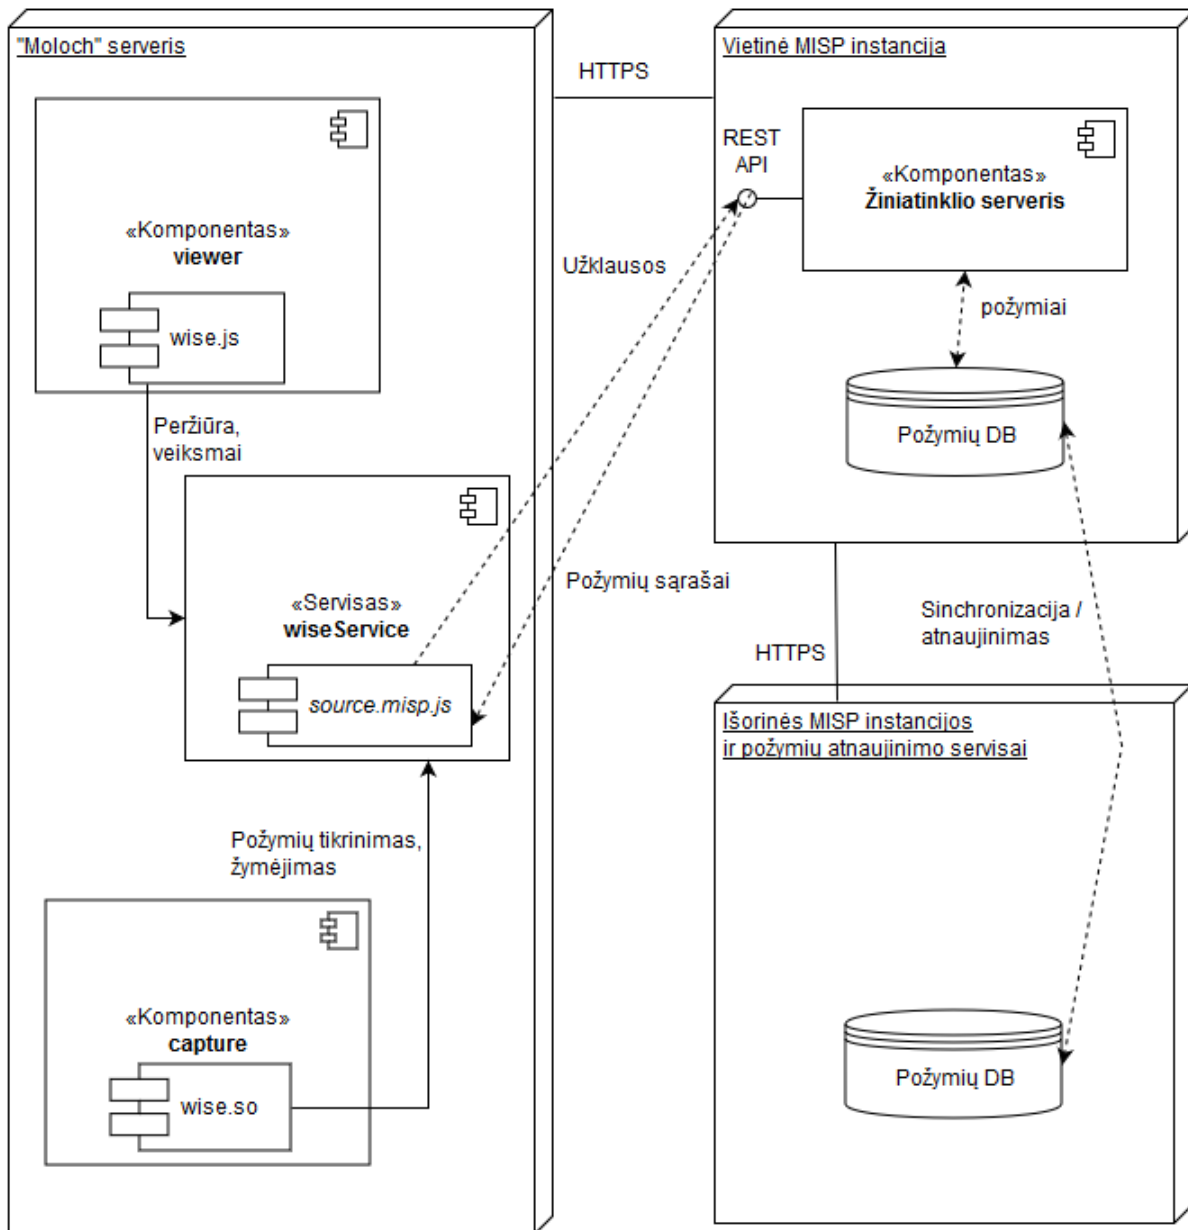 "Moloch" serveris
«Komponentas»
viewer
wise.js
Peržiūra,
veiksmai
«Servisas»
wiseService
source.misp.js
Požymių tikrinimas,
žymėjimas
«Komponentas»
capture
wise.so
HTTPS
Užklausos
Požymių sąrašai
Vietinė MISP instancija
REST
API
«Komponentas»
Žiniatinklio serveris
požymiai
Požymių DB
Sinchronizacija /
atnaujinimas
HTTPS
Išorinės MISP instancijos
ir požymių atnaujinimo servisai
Požymių DB